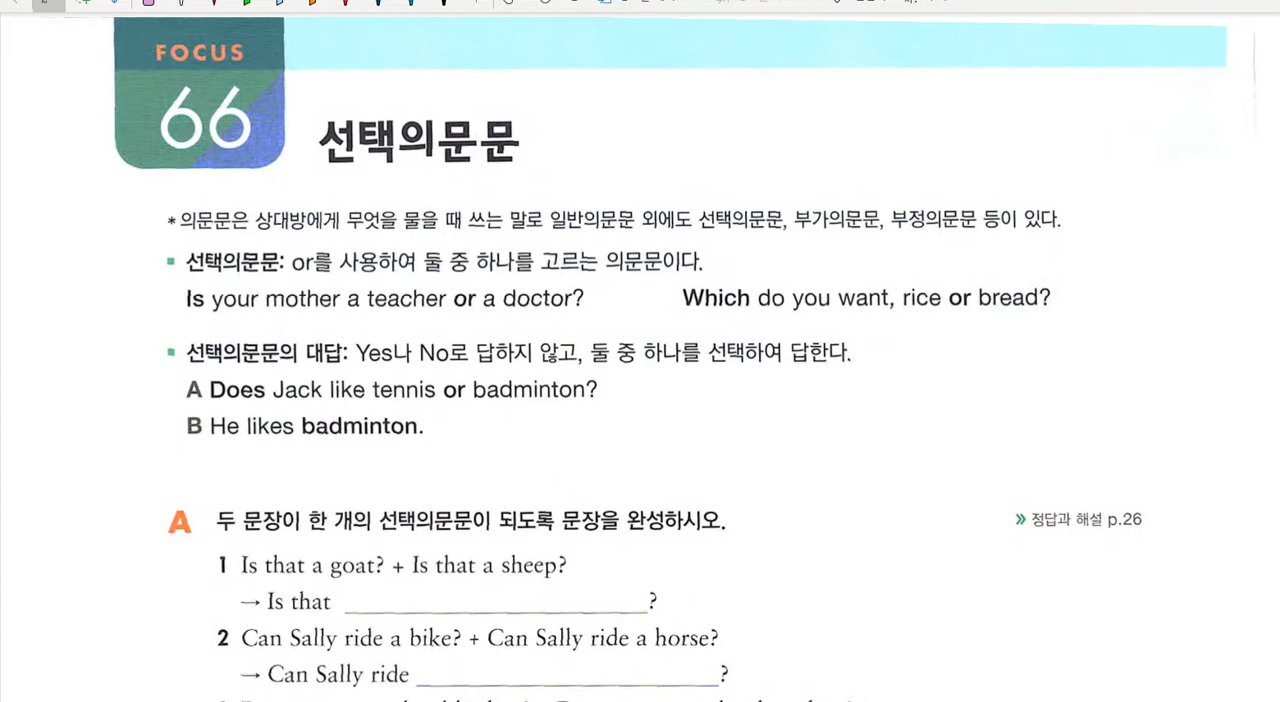 FOCUS
66
선택의문문
* 의문문은 상대방에게 무엇을 물을 때 쓰는 말로 일반의문문 외에도 선택의문문, 부가의문문, 부정의문문 등이 있다.
선택의문문: or를 사용하여 둘 중 하나를 고르는 의문문이다.
Is your mother a teacher or a doctor? Which do you want, rice or bread?
선택의문문의 대답: Yes나 No로 답하지 않고, 둘 중 하나를 선택하여 답한다.
A Does Jack like tennis or badminton?
B He likes badminton.
A 두 문장이 한 개의 선택의문문이 되도록 문장을 완성하시오. » 정답과 해설 p.26
1 Is that a goat? + Is that a sheep?
→ Is that ?
2 Can Sally ride a bike? + Can Sally ride a horse?
→ Can Sally ride ?